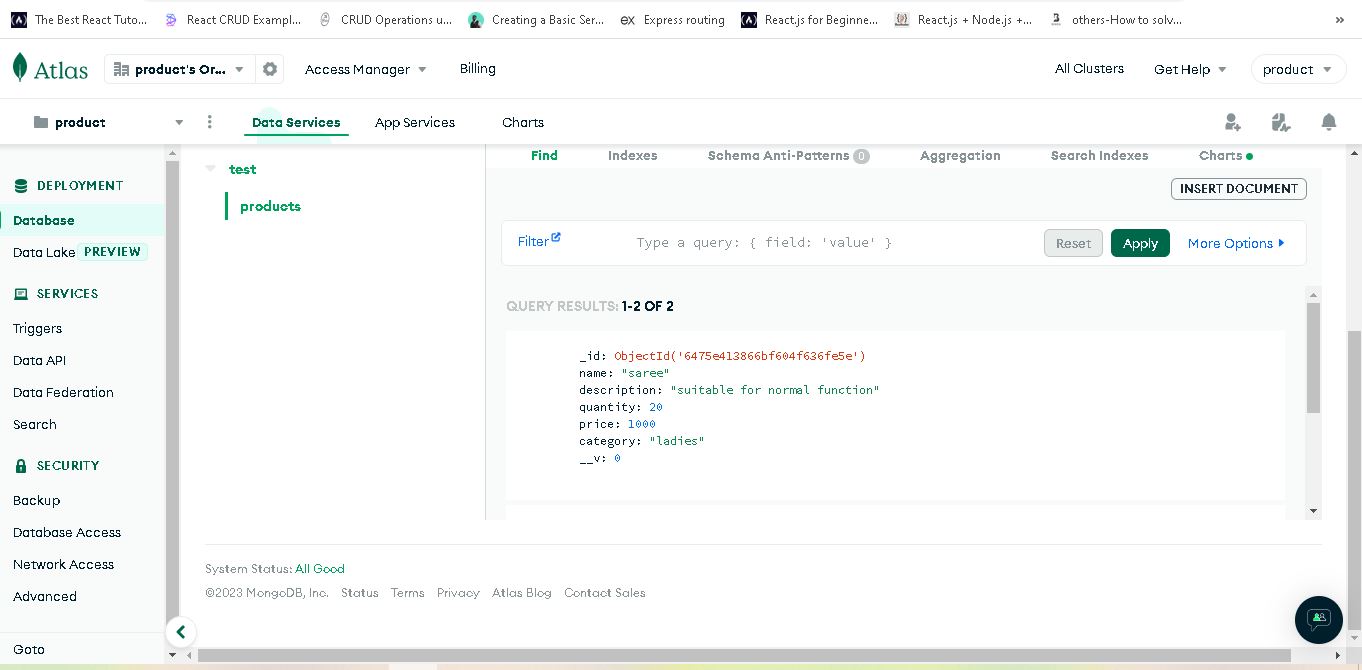 The Best React Tuto...
React CRUD Exampl...
CRUD Operations u...
Creating a Basic Ser...
ex Express routing
React.js for Beginne...
React.js + Node.js +...
others-How to solv...
»
Atlas
product's Or...
Access Manager
Billing
All Clusters
Get Help
product
product
Data Services
App Services
Charts
DEPLOYMENT
Database
Data Lake PREVIEW
SERVICES
Triggers
Data API
Data Federation
Search
SECURITY
Backup
Database Access
Network Access
Advanced
Goto
test
products
Find
Indexes
Schema Anti-Patterns 0
Aggregation
Search Indexes
Charts
INSERT DOCUMENT
Filter
Type a query: { field: 'value' }
Reset
Apply
More Options
QUERY RESULTS: 1-2 OF 2
_id: ObjectId('6475e413866bf604f636fe5e')
name: "saree"
description: "suitable for normal function"
quantity: 20
price: 1000
category: "ladies"
__v: 0
System Status: All Good
©2023 MongoDB, Inc. Status Terms Privacy Atlas Blog Contact Sales